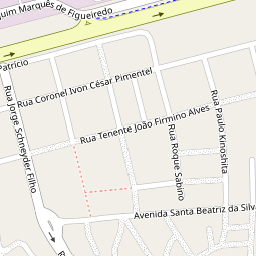 quim Marquês de Figueiredo
Patrício
Rua Coronel Ivon César Pimentel
Rua Jorge Schneyder Filho
Rua Tenente João Firmino Alves
Rua Roque Sabino
Rua Paulo Kinoshita
Avenida Santa Beatriz da Silva
R